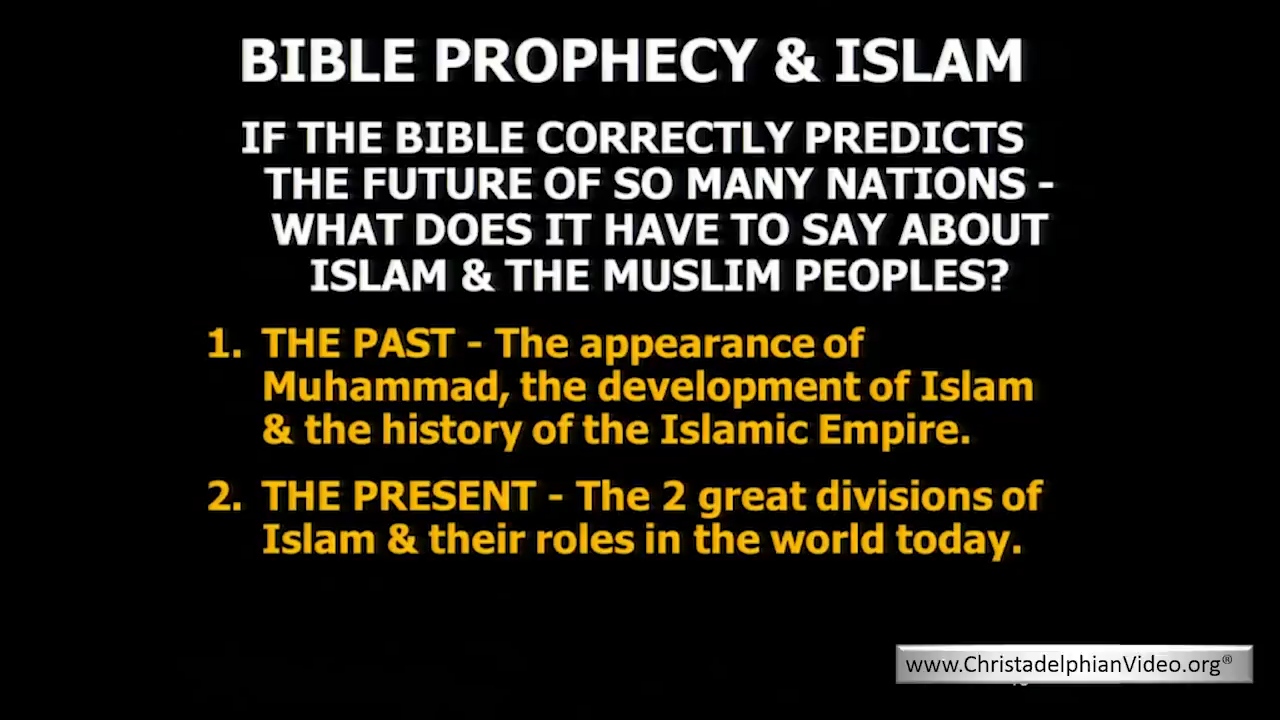 BIBLE PROPHECY & ISLAM
IF THE BIBLE CORRECTLY PREDICTS
THE FUTURE OF SO MANY NATIONS -
WHAT DOES IT HAVE TO SAY ABOUT
ISLAM & THE MUSLIM PEOPLES?
1. THE PAST - The appearance of
Muhammad, the development of Islam
& the history of the Islamic Empire.
2. THE PRESENT - The 2 great divisions of
Islam & their roles in the world today.
www.ChristadelphianVideo.org®